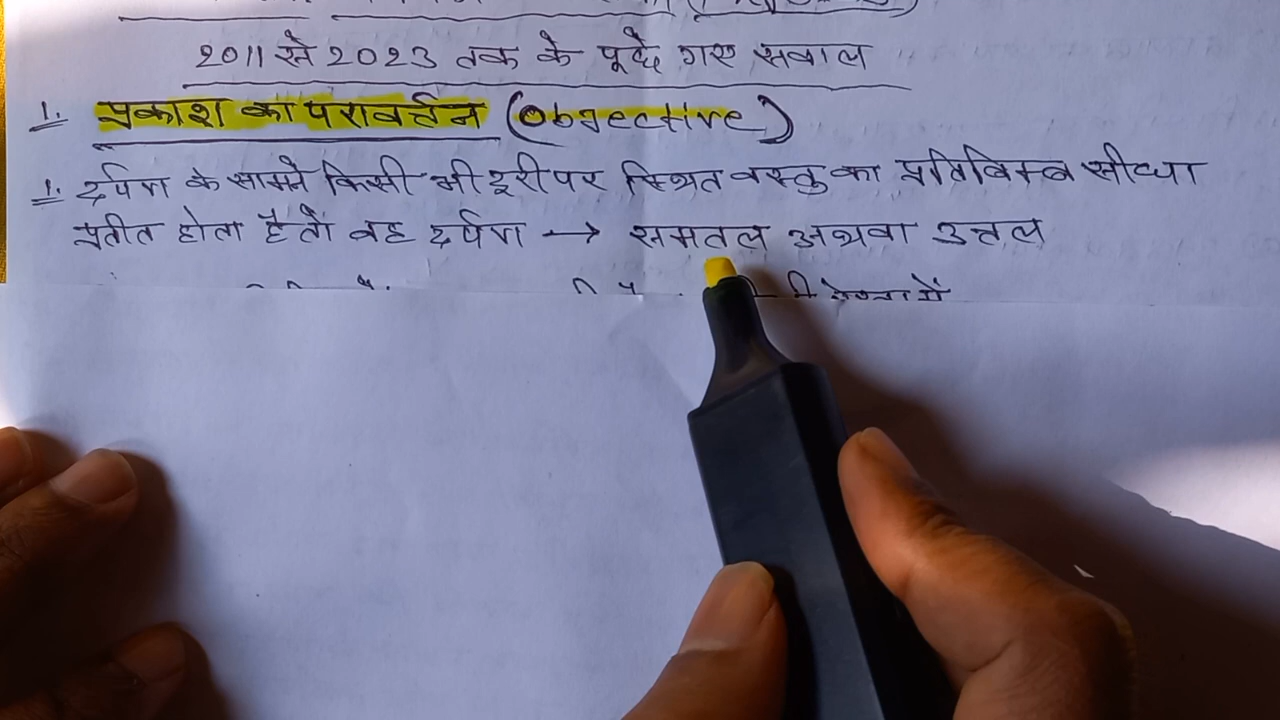 2011 से 2023 तक के पूछे गए सवाल
1. प्रकाश का परावर्तन (Objective)
1. दर्पण के सामने किसी भी दूरी पर स्थित वस्तु का प्रतिबिम्ब सीधा
प्रतीत होता है तो वह दर्पण → समतल अथवा उत्तल